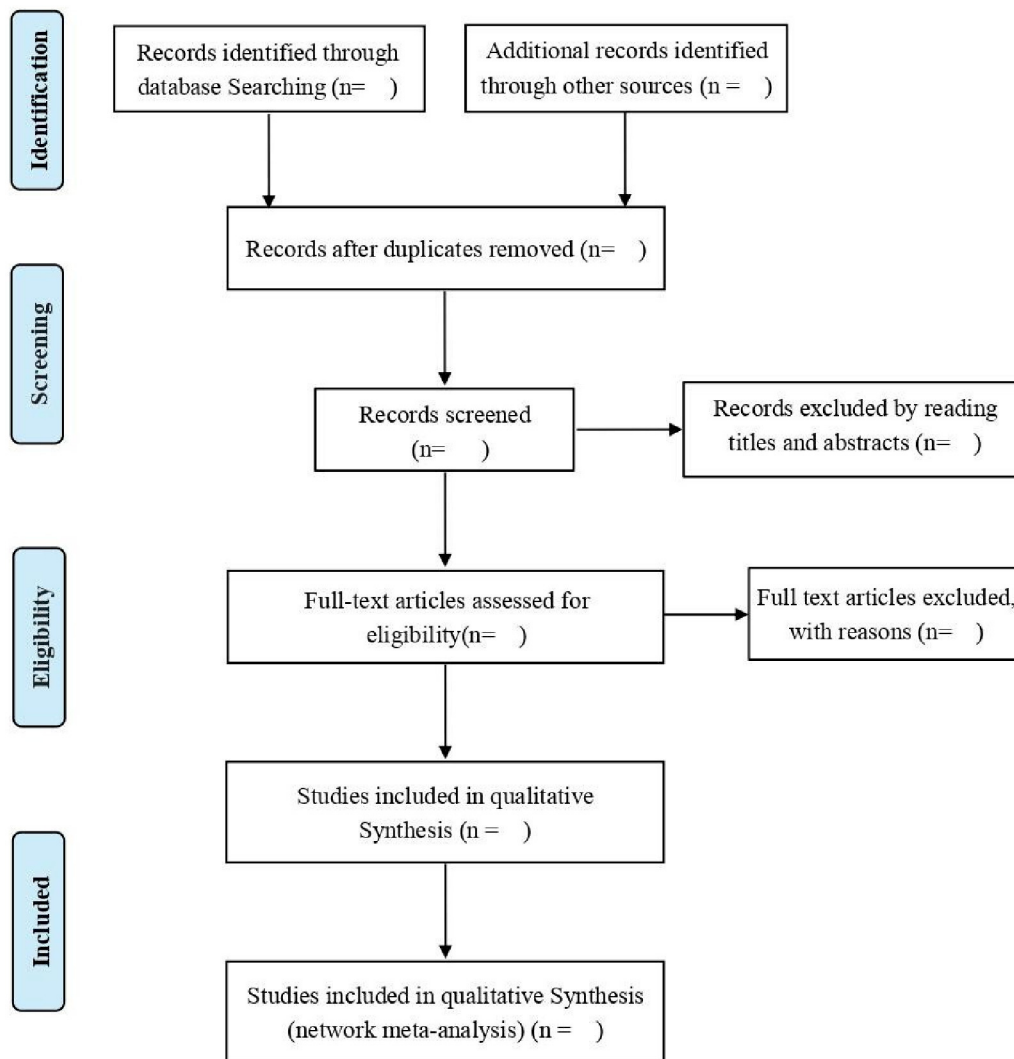 Identification
Records identified through
database Searching (n=    )
Additional records identified
through other sources (n =    )
Records after duplicates removed (n=    )
Screening
Records screened
(n=      )
Records excluded by reading
titles and abstracts (n=    )
Eligibility
Full-text articles assessed for
eligibility(n=    )
Full text articles excluded,
with reasons (n=    )
Studies included in qualitative
Synthesis (n =    )
Included
Studies included in qualitative Synthesis
(network meta-analysis) (n =    )